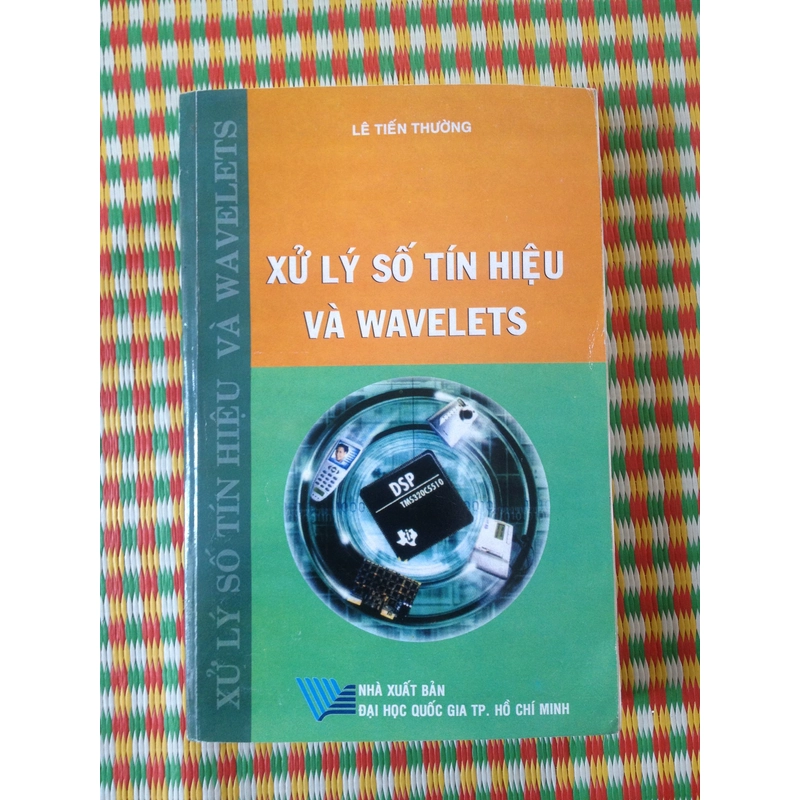 LÊ TIẾN THƯỜNG
XỬ LÝ SỐ TÍN HIỆU
VÀ WAVELETS
XỬ LÝ SỐ TÍN HIỆU VÀ WAVELETS
DSP
TMS320C5510
NHÀ XUẤT BẢN
ĐẠI HỌC QUỐC GIA TP. HỒ CHÍ MINH